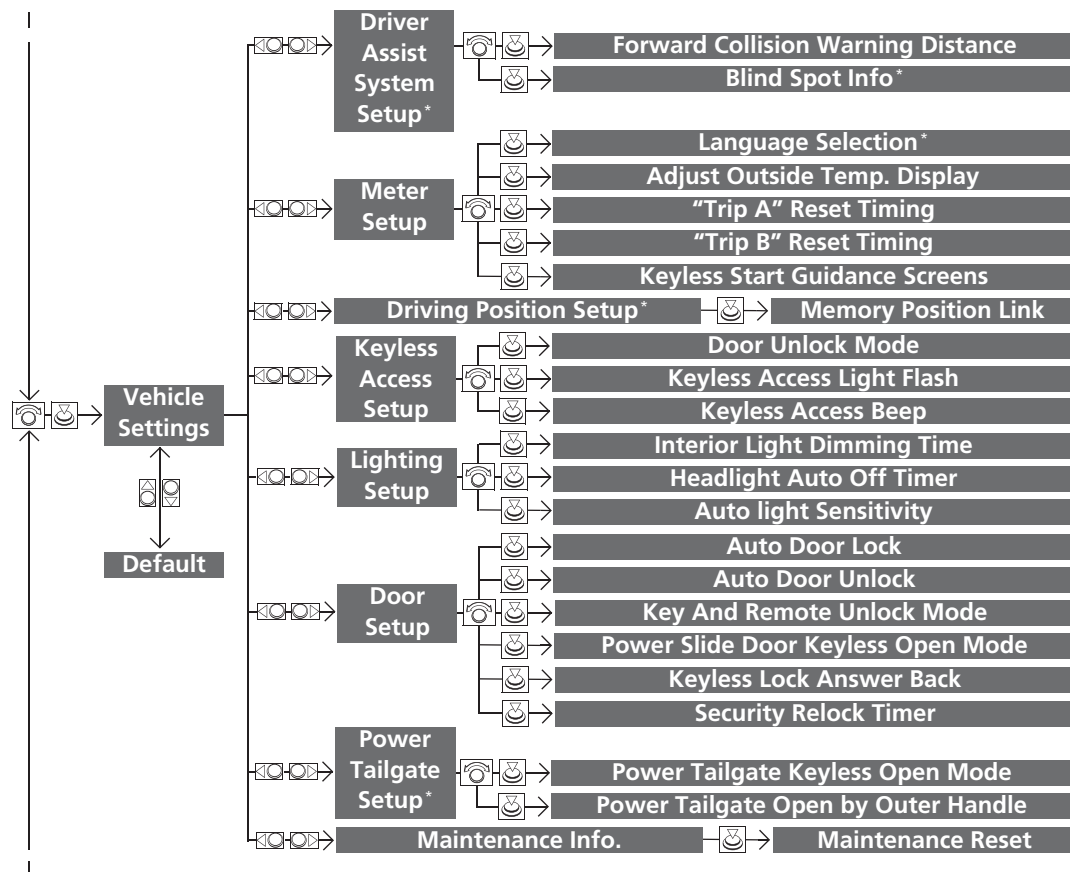 Driver
Assist
System
Setup*
Forward Collision Warning Distance
Blind Spot Info*
Meter
Setup
Language Selection*
Adjust Outside Temp. Display
“Trip A” Reset Timing
“Trip B” Reset Timing
Keyless Start Guidance Screens
Driving Position Setup*
Memory Position Link
Vehicle
Settings
Default
Keyless
Access
Setup
Door Unlock Mode
Keyless Access Light Flash
Keyless Access Beep
Lighting
Setup
Interior Light Dimming Time
Headlight Auto Off Timer
Auto light Sensitivity
Door
Setup
Auto Door Lock
Auto Door Unlock
Key And Remote Unlock Mode
Power Slide Door Keyless Open Mode
Keyless Lock Answer Back
Security Relock Timer
Power
Tailgate
Setup*
Power Tailgate Keyless Open Mode
Power Tailgate Open by Outer Handle
Maintenance Info.
Maintenance Reset